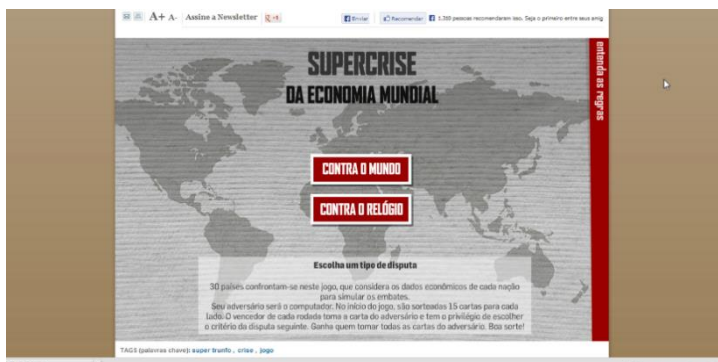 A+ A- Assine a Newsletter +1 Enviar Recomendar 1.369 pessoas recomendaram isso. Seja o primeiro entre seus amig
SUPERCRISE
DA ECONOMIA MUNDIAL
entenda as regras
CONTRA O MUNDO
CONTRA O RELÓGIO
Escolha um tipo de disputa
30 países confrontam-se neste jogo, que considera os dados econômicos de cada nação
para simular os embates.
Seu adversário será o computador. No início do jogo, são sorteadas 15 cartas para cada
lado. O vencedor de cada rodada toma a carta do adversário e tem o privilégio de escolher
o critério da disputa seguinte. Ganha quem tomar todas as cartas do adversário. Boa sorte!
TAGS (palavras chave): super trunfo , crise , jogo